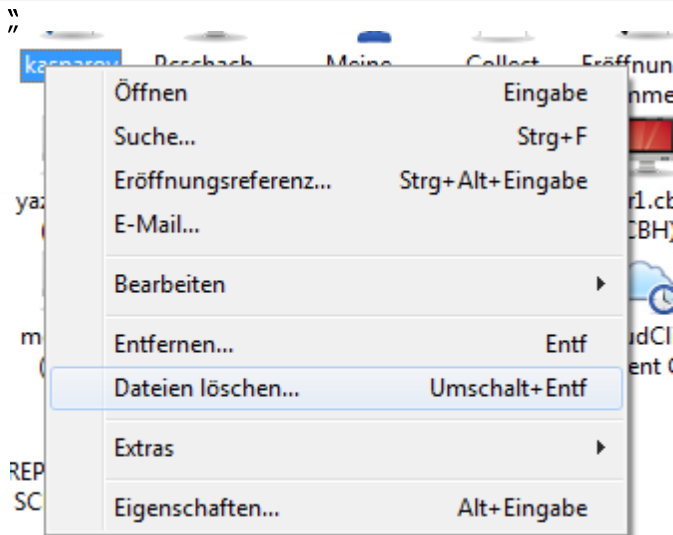 kasparov
Öffnen Eingabe
Suche... Strg+F
Eröffnungsreferenz... Strg+Alt+Eingabe
E-Mail...
Bearbeiten
Entfernen... Entf
Dateien löschen... Umschalt+Entf
Extras
Eigenschaften... Alt+Eingabe